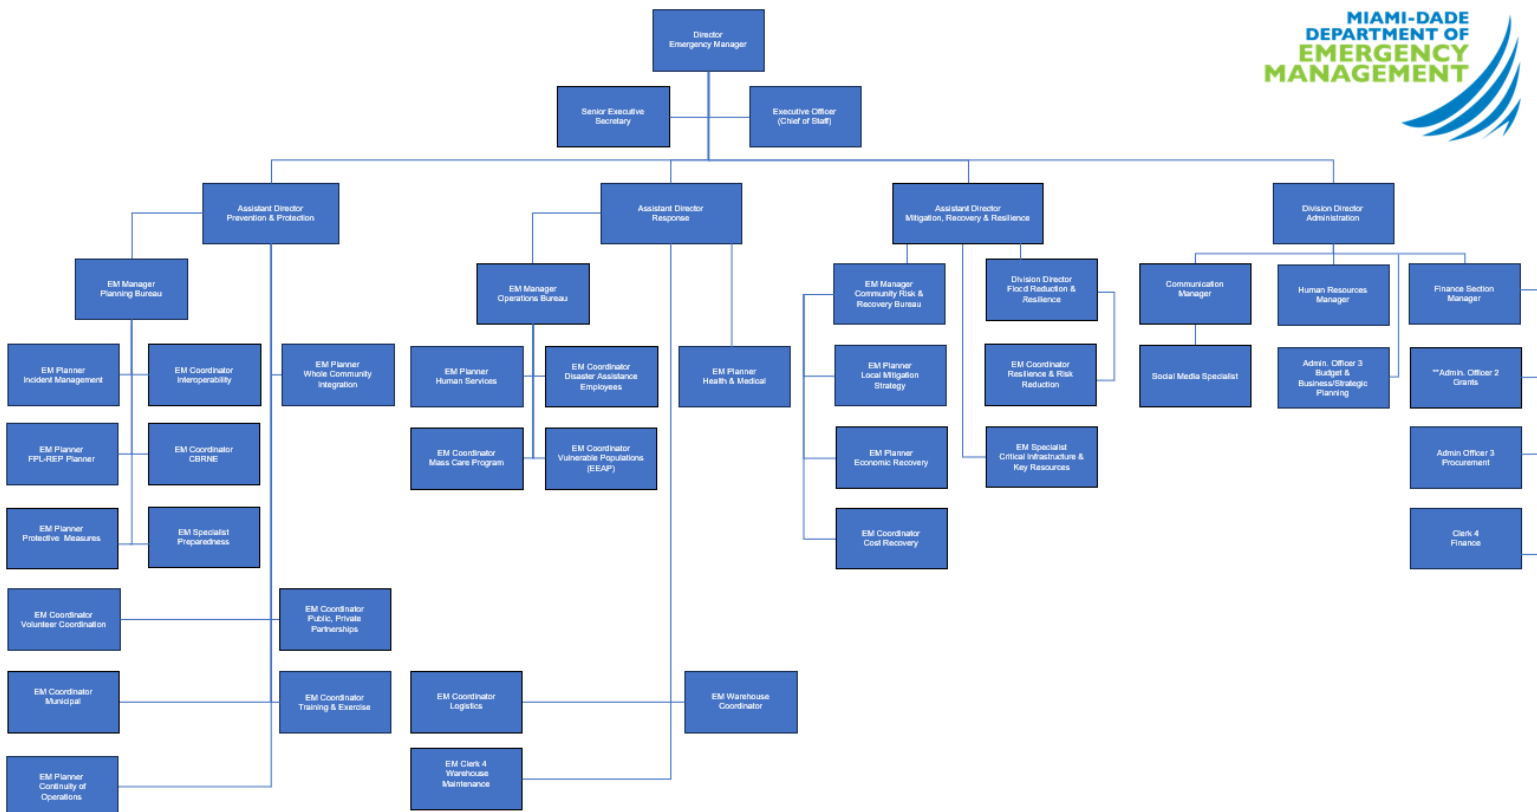 MIAMI-DADE
DEPARTMENT OF
EMERGENCY
MANAGEMENT
Director
Emergency Manager
Senior Executive
Secretary
Executive Officer
(Chief of Staff)
Assistant Director
Prevention & Protection
Assistant Director
Response
Assistant Director
Mitigation, Recovery & Resilience
Division Director
Administration
EM Manager
Planning Bureau
EM Manager
Operations Bureau
EM Manager
Community Risk &
Recovery Bureau
Division Director
Flood Reduction &
Resilience
Communication
Manager
Human Resources
Manager
Finance Section
Manager
EM Planner
Incident Management
EM Coordinator
Interoperability
EM Planner
Whole Community
Integration
EM Planner
Human Services
EM Coordinator
Disaster Assistance
Employees
EM Planner
Health & Medical
EM Planner
Local Mitigation
Strategy
EM Coordinator
Resilience & Risk
Reduction
Social Media Specialist
Admin. Officer 3
Budget &
Business/Strategic
Planning
**Admin. Officer 2
Grants
EM Planner
FPL-REP Planner
EM Coordinator
CBRNE
EM Coordinator
Mass Care Program
EM Coordinator
Vulnerable Populations
(EEAP)
EM Planner
Economic Recovery
EM Specialist
Critical Infrastructure &
Key Resources
Admin Officer 3
Procurement
EM Planner
Protective Measures
EM Specialist
Preparedness
EM Coordinator
Cost Recovery
Clerk 4
Finance
EM Coordinator
Volunteer Coordination
EM Coordinator
Public, Private
Partnerships
EM Coordinator
Municipal
EM Coordinator
Training & Exercise
EM Coordinator
Logistics
EM Warehouse
Coordinator
EM Planner
Continuity of
Operations
EM Clerk 4
Warehouse
Maintenance